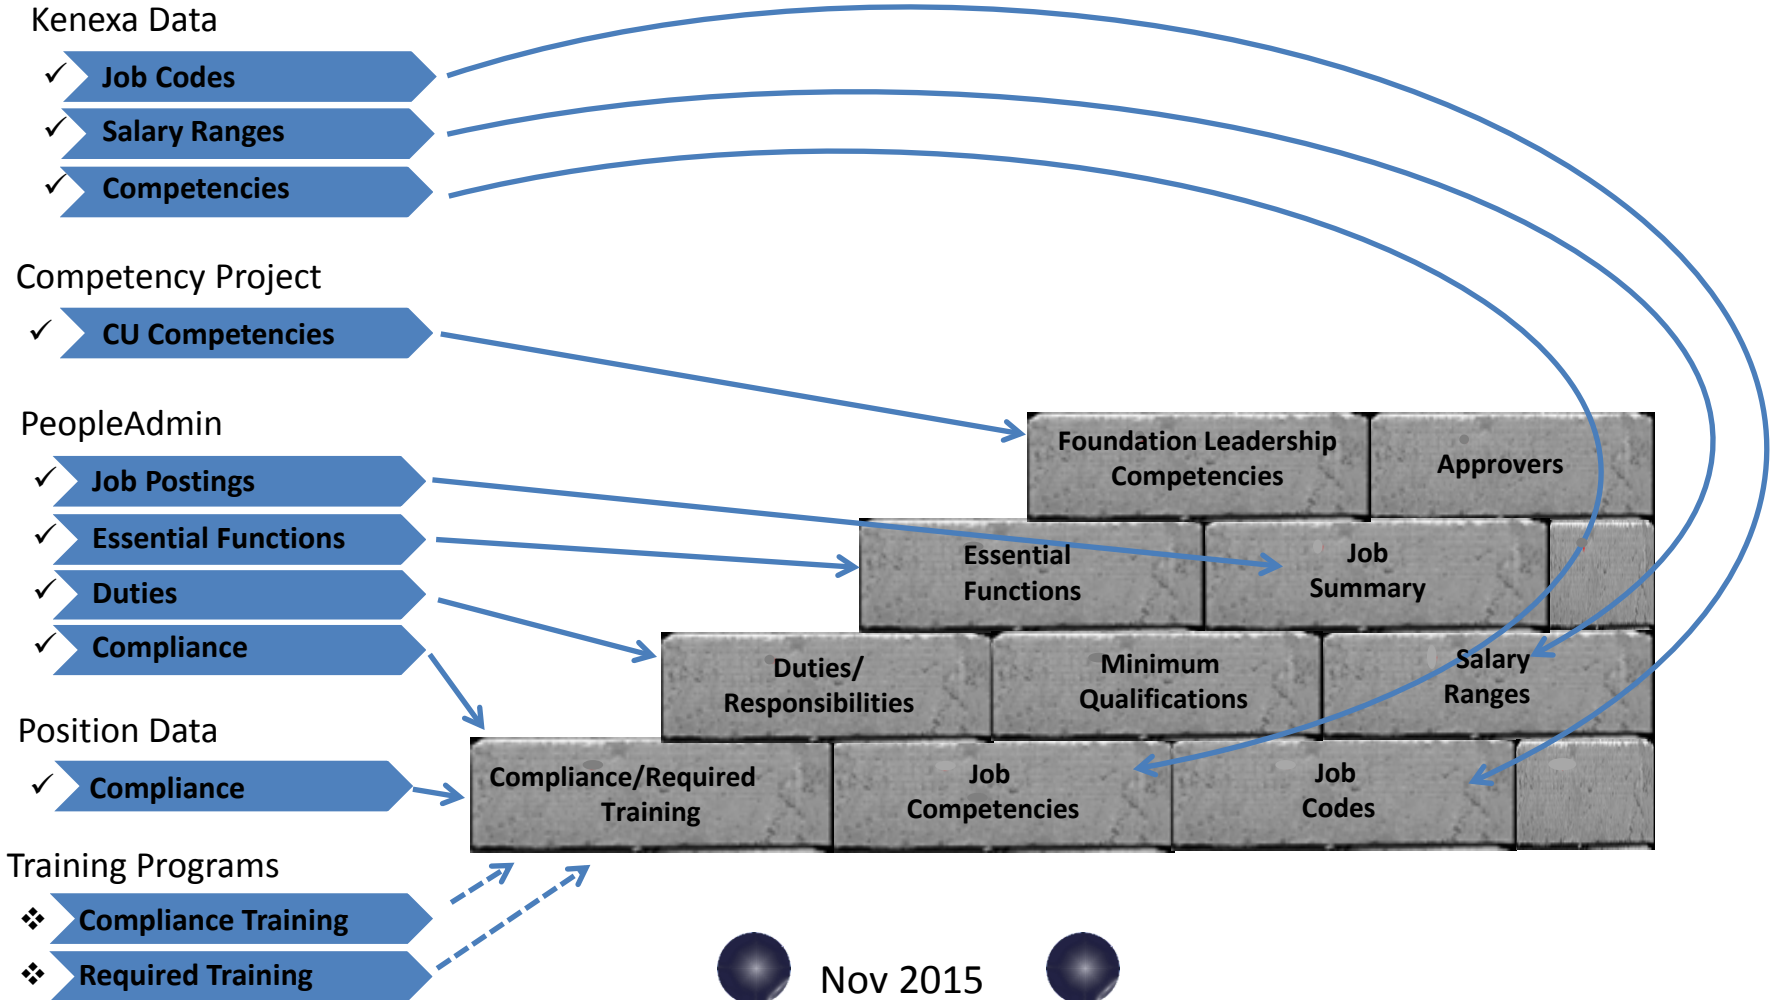 Kenexa Data
✓ Job Codes
✓ Salary Ranges
✓ Competencies
Competency Project
✓ CU Competencies
PeopleAdmin
✓ Job Postings
✓ Essential Functions
✓ Duties
✓ Compliance
Position Data
✓ Compliance
Training Programs
❖ Compliance Training
❖ Required Training
Foundation Leadership
Competencies
Approvers
Essential
Functions
Job
Summary
Duties/
Responsibilities
Minimum
Qualifications
Salary
Ranges
Compliance/Required
Training
Job
Competencies
Job
Codes
Nov 2015